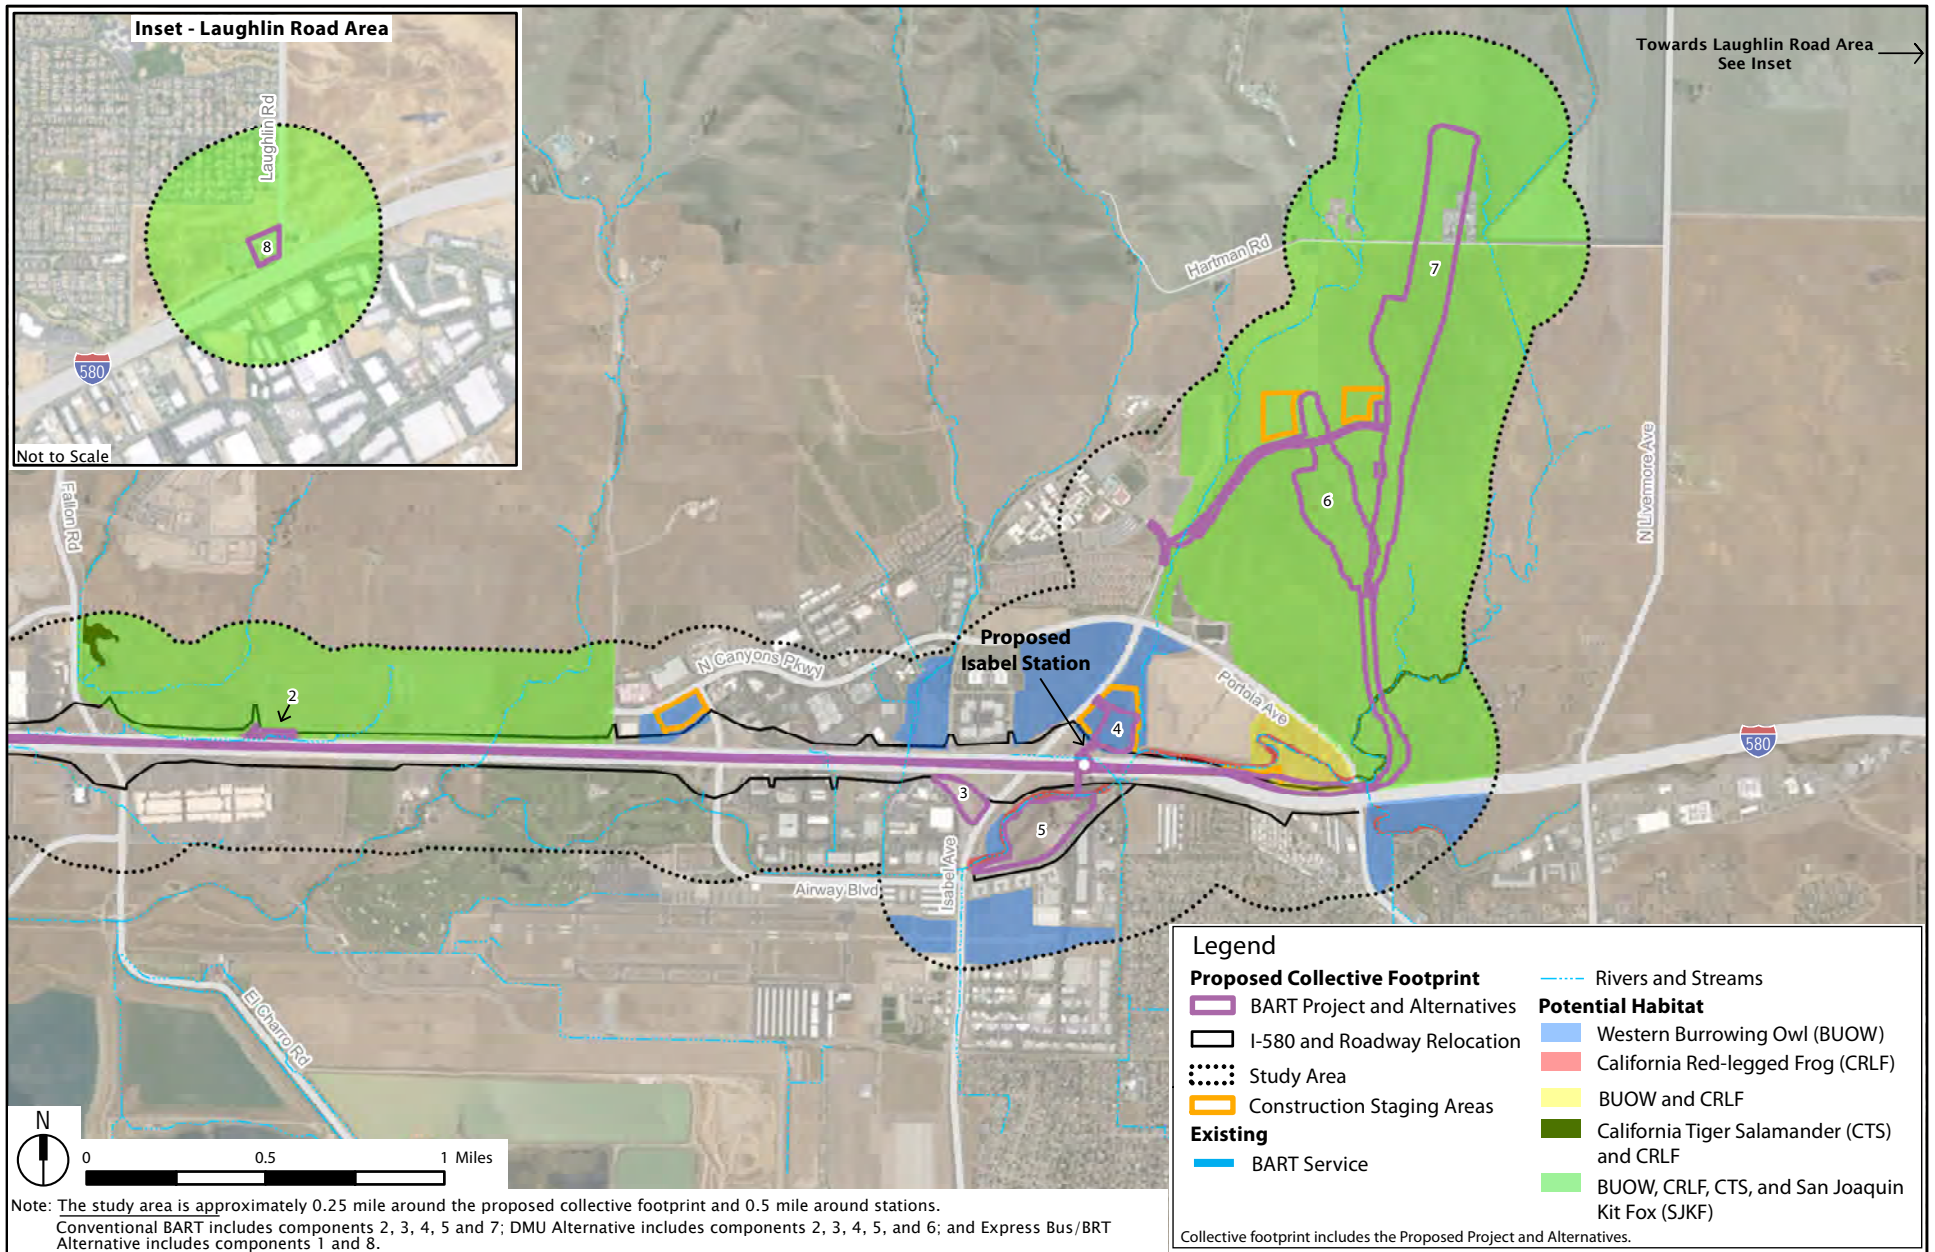 Inset - Laughlin Road Area
Laughlin Rd
8
580
Not to Scale
Towards Laughlin Road Area
See Inset
Hartman Rd
7
6
N Livermore Ave
Fallon Rd
2
N Canyons Pkwy
Proposed
Isabel Station
Portola Ave
4
580
3
5
Isabel Ave
Airway Blvd
El Charro Rd
N
0 0.5 1 Miles
Legend
Proposed Collective Footprint
BART Project and Alternatives
I-580 and Roadway Relocation
Study Area
Construction Staging Areas
Existing
BART Service
Rivers and Streams
Potential Habitat
Western Burrowing Owl (BUOW)
California Red-legged Frog (CRLF)
BUOW and CRLF
California Tiger Salamander (CTS)
and CRLF
BUOW, CRLF, CTS, and San Joaquin
Kit Fox (SJKF)
Collective footprint includes the Proposed Project and Alternatives.
Note: The study area is approximately 0.25 mile around the proposed collective footprint and 0.5 mile around stations.
Conventional BART includes components 2, 3, 4, 5 and 7; DMU Alternative includes components 2, 3, 4, 5, and 6; and Express Bus/BRT
Alternative includes components 1 and 8.